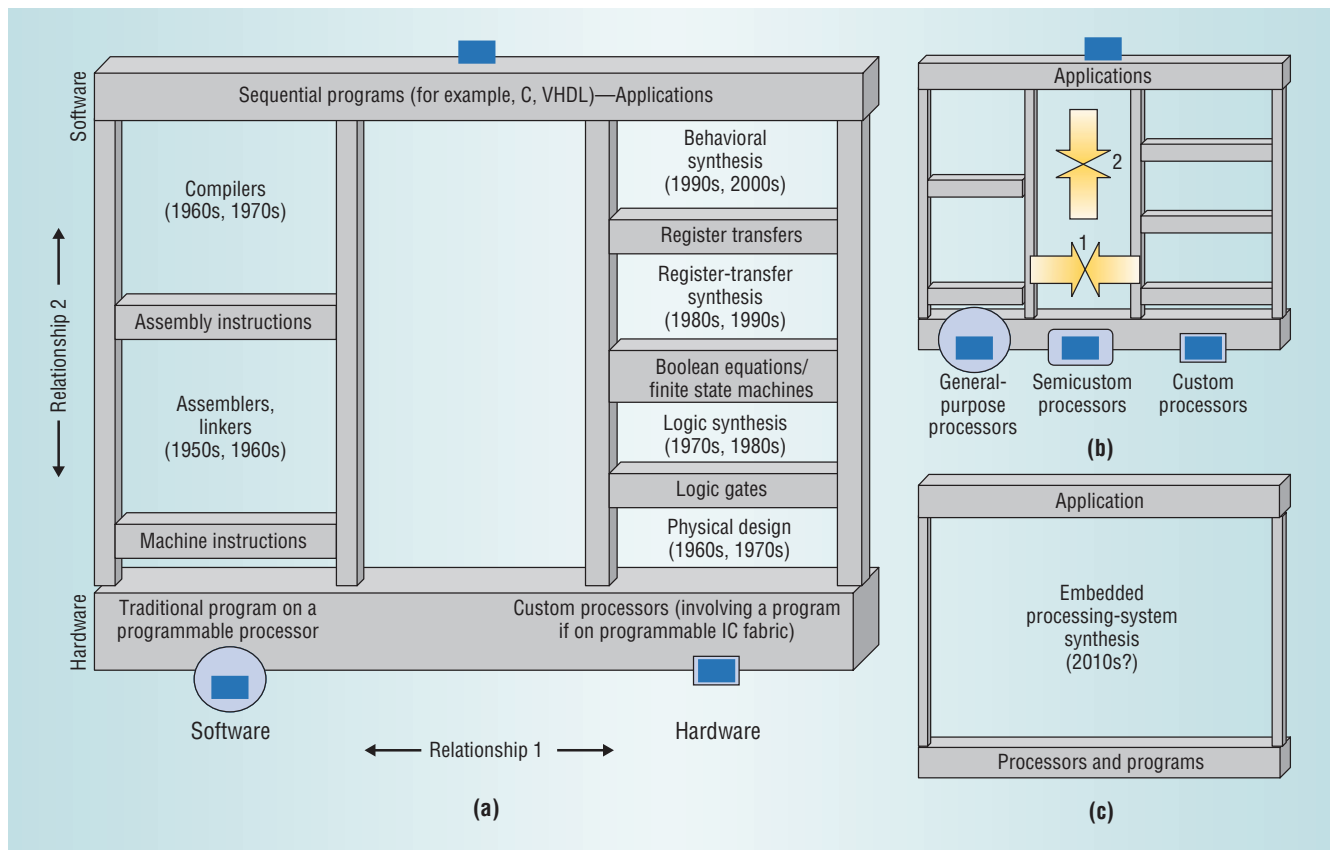 Software
Sequential programs (for example, C, VHDL)—Applications
Compilers
(1960s, 1970s)
Assembly instructions
Assemblers,
linkers
(1950s, 1960s)
Machine instructions
Behavioral
synthesis
(1990s, 2000s)
Register transfers
Register-transfer
synthesis
(1980s, 1990s)
Boolean equations/
finite state machines
Logic synthesis
(1970s, 1980s)
Logic gates
Physical design
(1960s, 1970s)
Relationship 2
Hardware
Traditional program on a
programmable processor
Custom processors (involving a program
if on programmable IC fabric)
Software
Hardware
Relationship 1
(a)
Applications
2
1
General-
purpose
processors
Semicustom
processors
Custom
processors
(b)
Application
Embedded
processing-system
synthesis
(2010s?)
Processors and programs
(c)